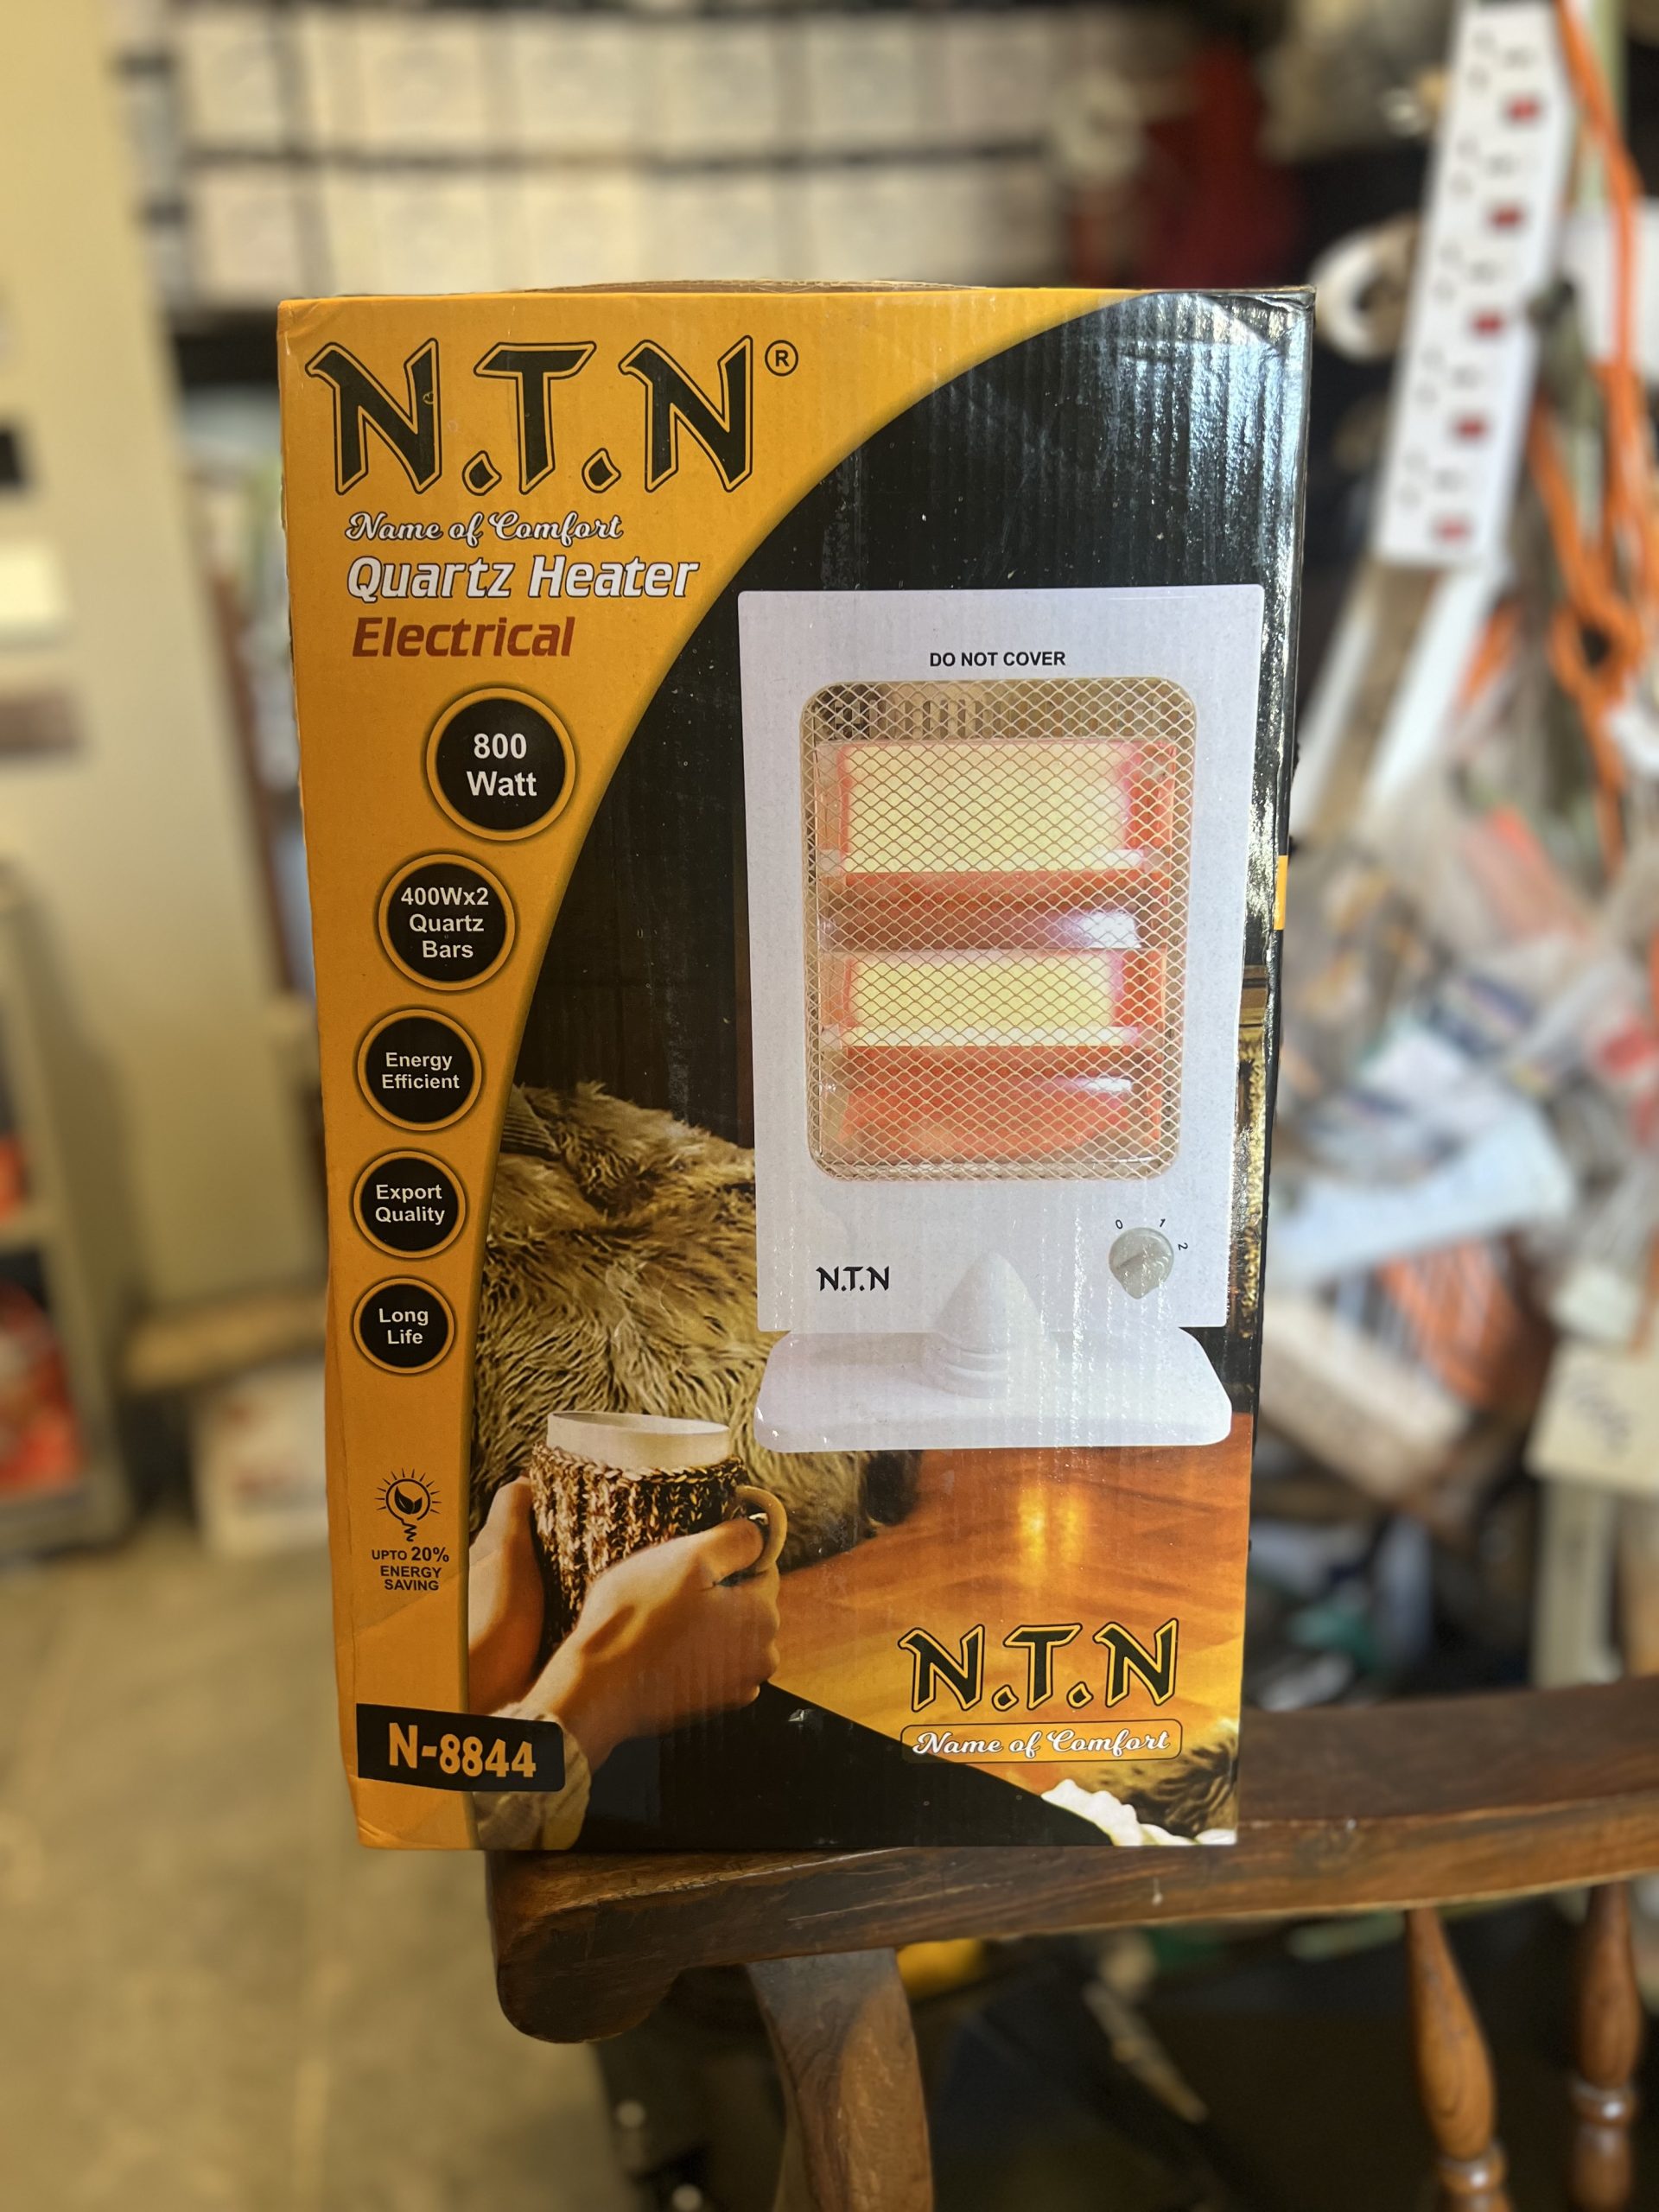 N.T.N®
Name of Comfort
Quartz Heater
Electrical
800
Watt
400Wx2
Quartz
Bars
Energy
Efficient
Export
Quality
Long
Life
UPTO 20%
ENERGY
SAVING
N-8844
DO NOT COVER
0 1 2
N.T.N
N.T.N
Name of Comfort